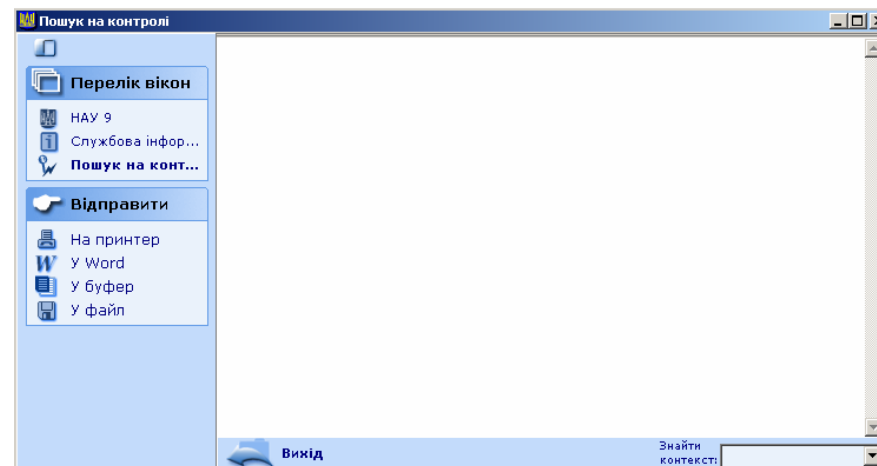 Пошук на контролі
Перелік вікон
НАУ 9
Службова інфор...
Пошук на конт...
Відправити
На принтер
У Word
У буфер
У файл
Вихід
Знайти
контекст: